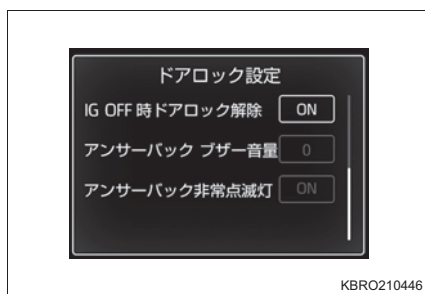 ドアロック設定
IG OFF 時ドアロック解除 ON
アンサーバック ブザー音量 0
アンサーバック非常点滅灯 ON
KBRO210446